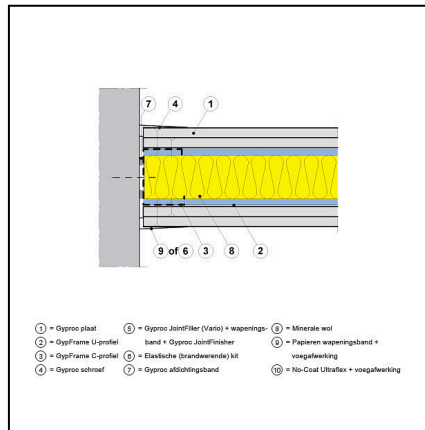 7 4 1
9 of 6 3 8 2
1 = Gyproc plaat
2 = GypFrame U-profiel
3 = GypFrame C-profiel
4 = Gyproc schroef
5 = Gyproc JointFiller (Vario) + wapenings-
band + Gyproc JointFinisher
6 = Elastische (brandwerende) kit
7 = Gyproc afdichtingsband
8 = Minerale wol
9 = Papieren wapeningsband +
voegafwerking
10 = No-Coat Ultraflex + voegafwerking